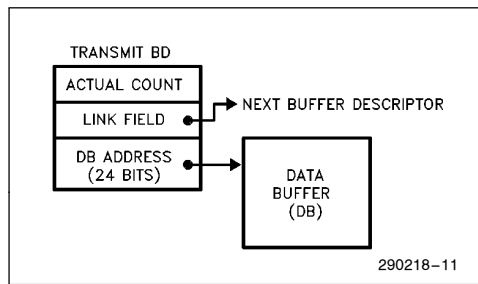 TRANSMIT BD
ACTUAL COUNT
LINK FIELD
NEXT BUFFER DESCRIPTOR
DB ADDRESS
(24 BITS)
DATA
BUFFER
(DB)
290218-11